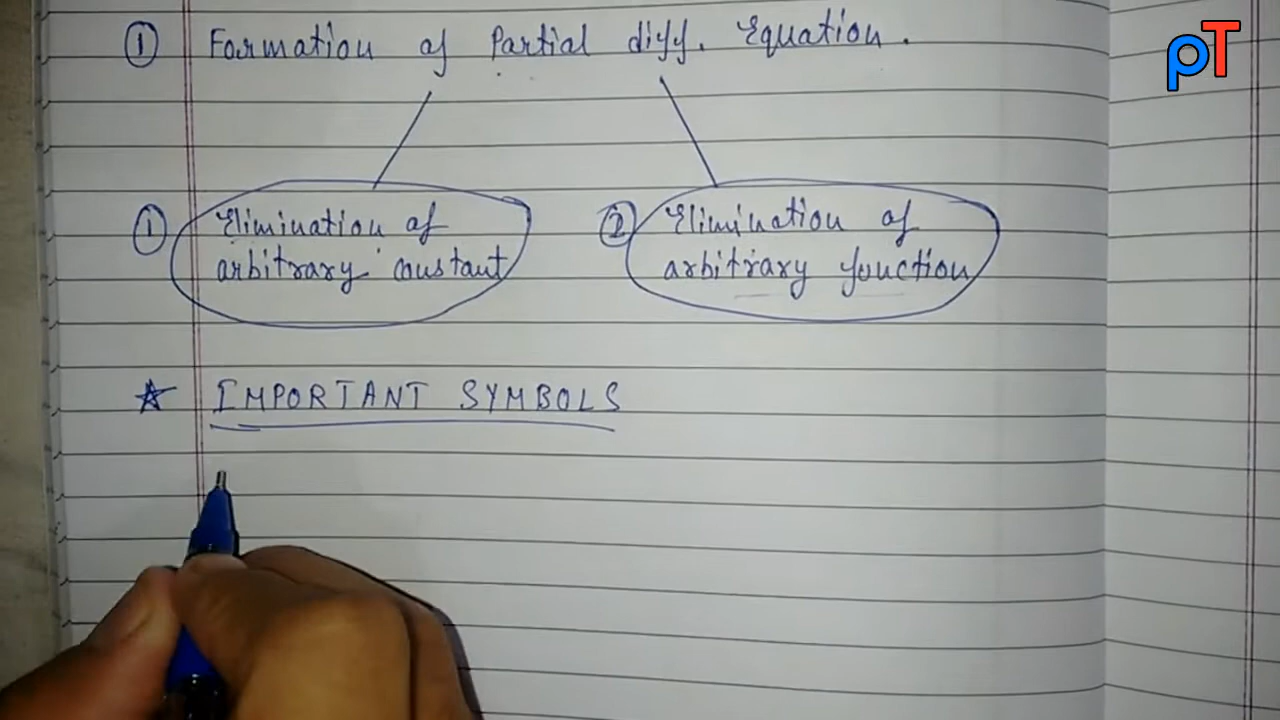 ① Formation of Partial diff. Equation.
① Elimination of
arbitrary constant
② Elimination of
arbitrary function
☆ IMPORTANT SYMBOLS
PT